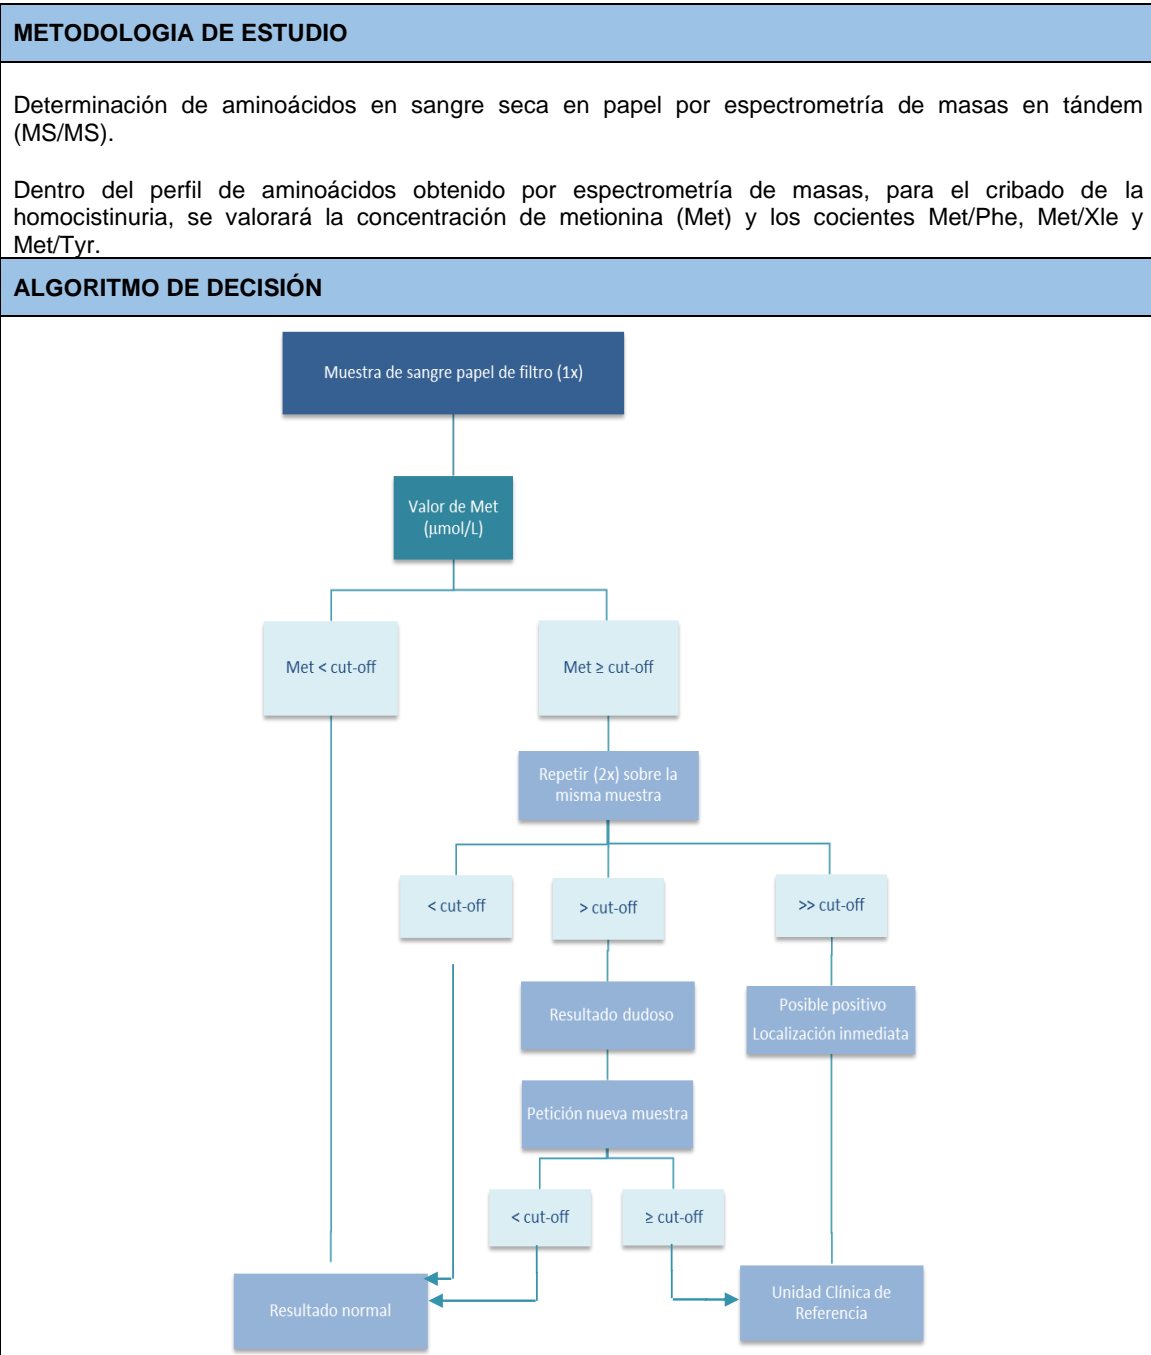 METODOLOGIA DE ESTUDIO
Determinación de aminoácidos en sangre seca en papel por espectrometría de masas en tándem
(MS/MS).
Dentro del perfil de aminoácidos obtenido por espectrometría de masas, para el cribado de la
homocistinuria, se valorará la concentración de metionina (Met) y los cocientes Met/Phe, Met/Xle y
Met/Tyr.
ALGORITMO DE DECISIÓN
Muestra de sangre papel de filtro (1x)
Valor de Met
(µmol/L)
Met < cut-off
Met ≥ cut-off
Repetir (2x) sobre la
misma muestra
< cut-off
> cut-off
>> cut-off
Resultado dudoso
Posible positivo
Localización inmediata
Petición nueva muestra
< cut-off
≥ cut-off
Resultado normal
Unidad Clínica de
Referencia